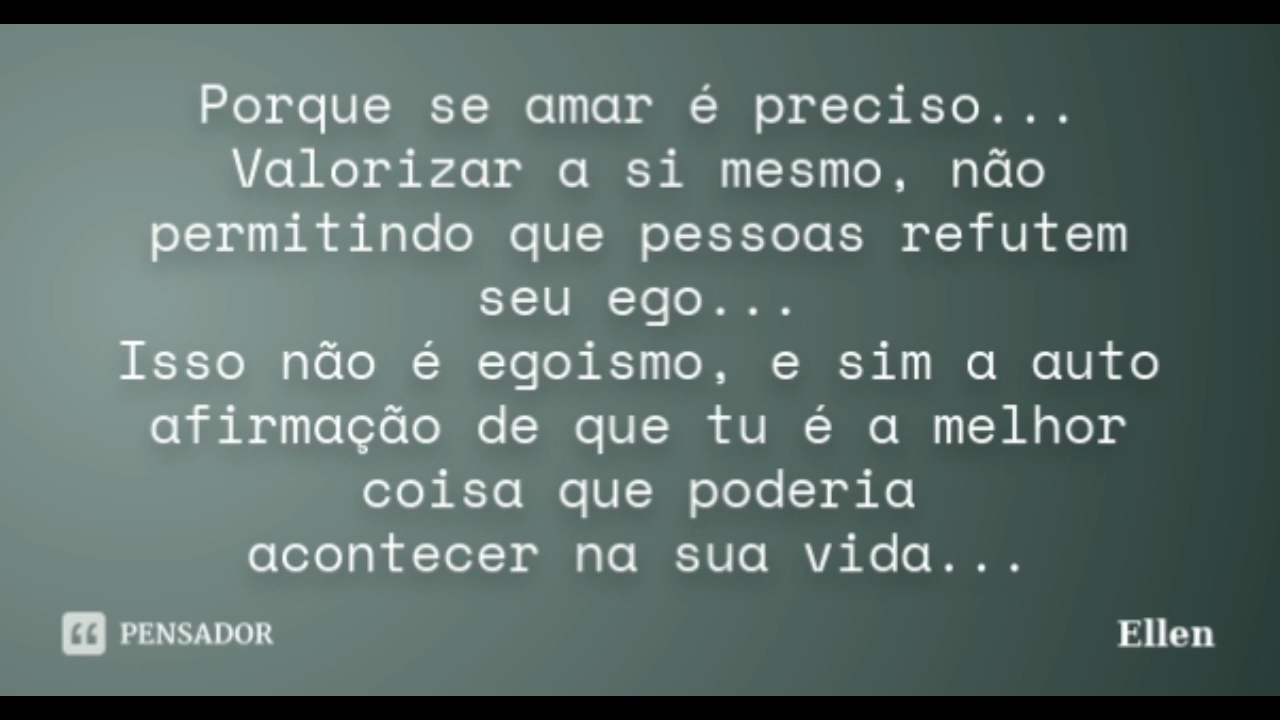 Porque se amar é preciso...
Valorizar a si mesmo, não
permitindo que pessoas refutem
seu ego...
Isso não é egoismo, e sim a auto
afirmação de que tu é a melhor
coisa que poderia
acontecer na sua vida...
PENSADOR
Ellen